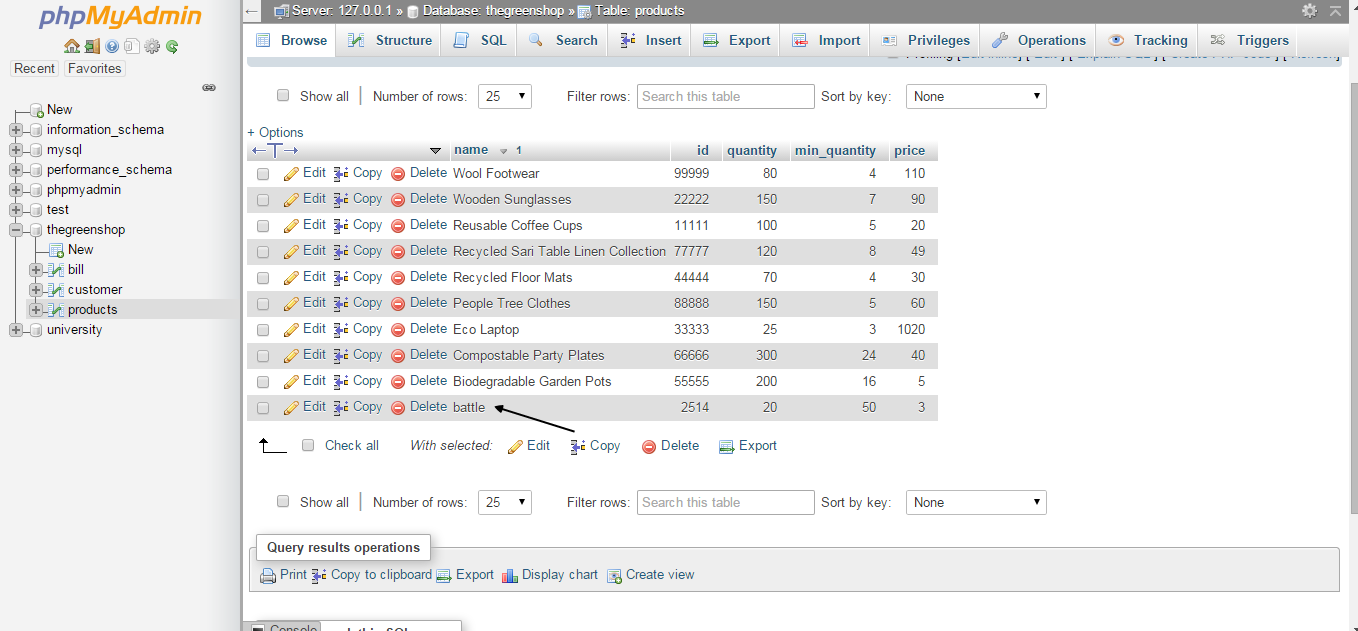 phpMyAdmin
Recent Favorites
New
information_schema
mysql
performance_schema
phpmyadmin
test
thegreenshop
New
bill
customer
products
university
Server: 127.0.0.1 » Database: thegreenshop » Table: products
Browse Structure SQL Search Insert Export Import Privileges Operations Tracking Triggers
Show all Number of rows: 25 Filter rows: Search this table Sort by key: None
+ Options
name 1 id quantity min_quantity price
Edit Copy Delete Wool Footwear 99999 80 4 110
Edit Copy Delete Wooden Sunglasses 22222 150 7 90
Edit Copy Delete Reusable Coffee Cups 11111 100 5 20
Edit Copy Delete Recycled Sari Table Linen Collection 77777 120 8 49
Edit Copy Delete Recycled Floor Mats 44444 70 4 30
Edit Copy Delete People Tree Clothes 88888 150 5 60
Edit Copy Delete Eco Laptop 33333 25 3 1020
Edit Copy Delete Compostable Party Plates 66666 300 24 40
Edit Copy Delete Biodegradable Garden Pots 55555 200 16 5
Edit Copy Delete battle 2514 20 50 3
Check all With selected: Edit Copy Delete Export
Show all Number of rows: 25 Filter rows: Search this table Sort by key: None
Query results operations
Print Copy to clipboard Export Display chart Create view
Console